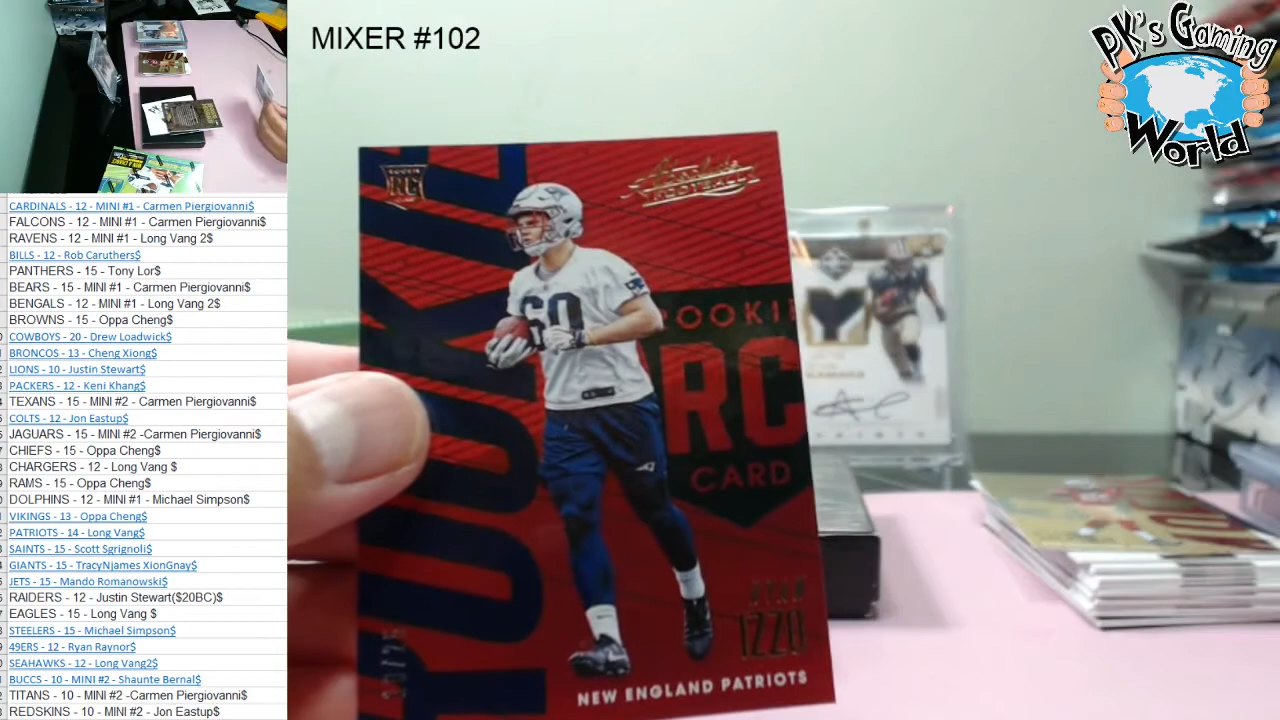 MIXER #102
PK's Gaming
World
CARDINALS - 12 - MINI #1 - Carmen Piergiovanni$
FALCONS - 12 - MINI #1 - Carmen Piergiovanni$
RAVENS - 12 - MINI #1 - Long Vang 2$
BILLS - 12 - Rob Caruthers$
PANTHERS - 15 - Tony Lor$
BEARS - 15 - MINI #1 - Carmen Piergiovanni$
BENGALS - 12 - MINI #1 - Long Vang 2$
BROWNS - 15 - Oppa Cheng$
COWBOYS - 20 - Drew Loadwick$
BRONCOS - 13 - Cheng Xiong$
LIONS - 10 - Justin Stewart$
PACKERS - 12 - Keni Khang$
TEXANS - 15 - MINI #2 - Carmen Piergiovanni$
COLTS - 12 - Jon Eastup$
JAGUARS - 15 - MINI #2 -Carmen Piergiovanni$
CHIEFS - 15 - Oppa Cheng$
CHARGERS - 12 - Long Vang $
RAMS - 15 - Oppa Cheng$
DOLPHINS - 12 - MINI #1 - Michael Simpson$
VIKINGS - 13 - Oppa Cheng$
PATRIOTS - 14 - Long Vang$
SAINTS - 15 - Scott Sgrignoli$
GIANTS - 15 - TracyNjames XionGnay$
JETS - 15 - Mando Romanowski$
RAIDERS - 12 - Justin Stewart($20BC)$
EAGLES - 15 - Long Vang $
STEELERS - 15 - Michael Simpson$
49ERS - 12 - Ryan Raynor$
SEAHAWKS - 12 - Long Vang2$
BUCCS - 10 - MINI #2 - Shaunte Bernal$
TITANS - 10 - MINI #2 -Carmen Piergiovanni$
REDSKINS - 10 - MINI #2 - Jon Eastup$
RC
Absolute
FOOTBALL
60
ROOKIE
RC
CARD
RYAN
IZZO
NEW ENGLAND PATRIOTS